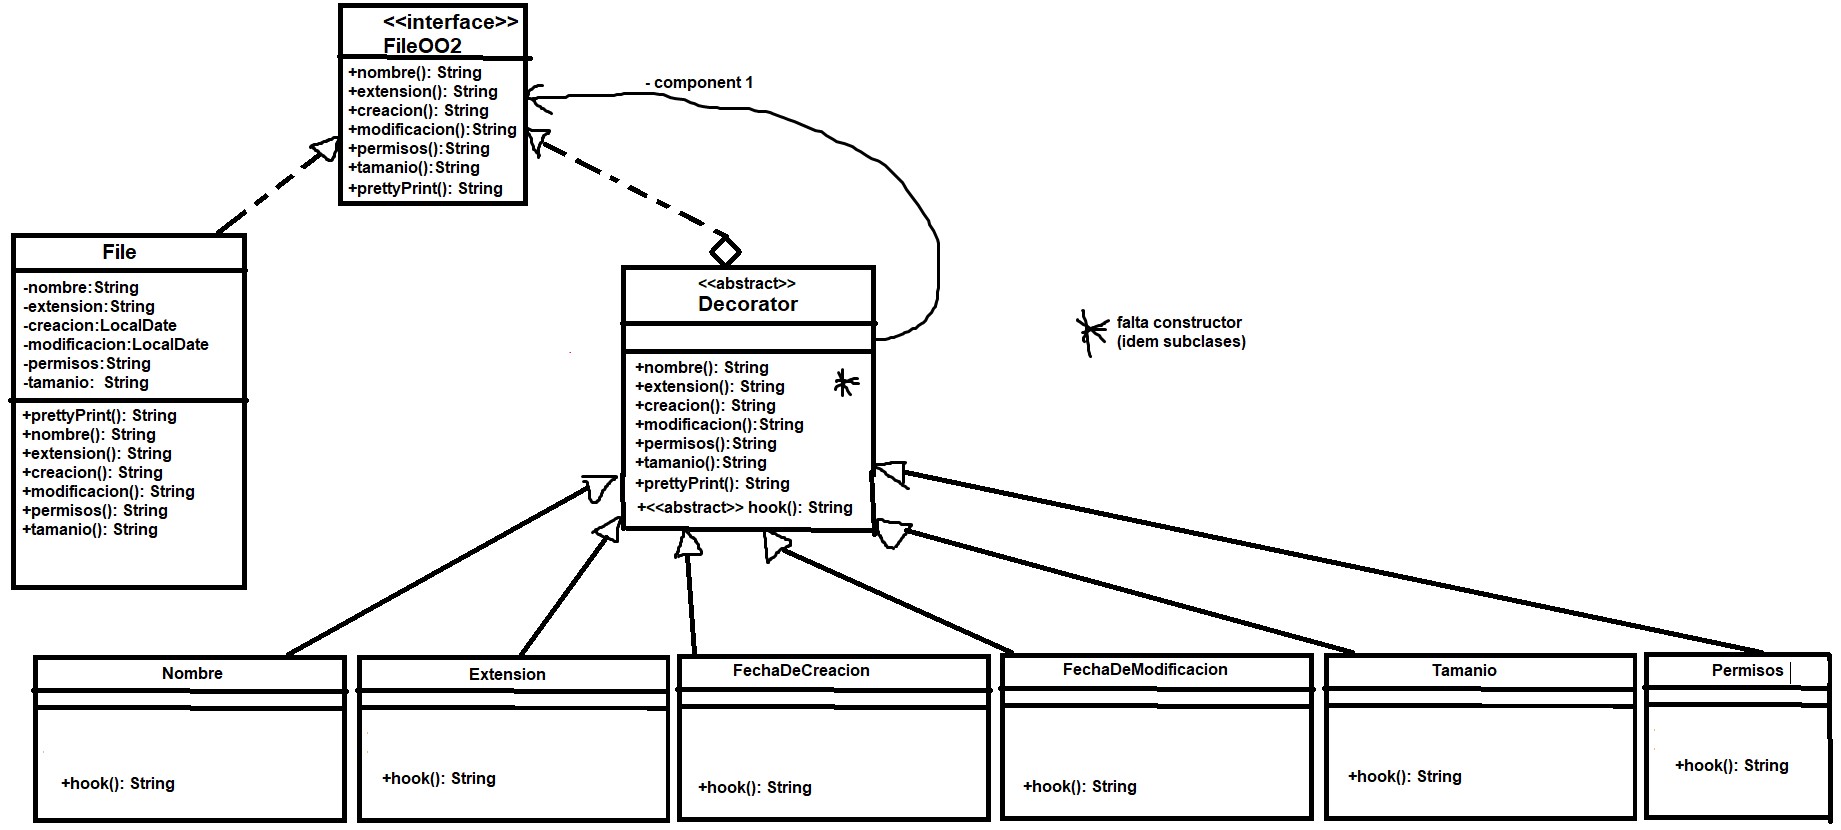 <<interface>>
FileOO2
+nombre(): String
+extension(): String
+creacion(): String
+modificacion():String
+permisos():String
+tamanio():String
+prettyPrint(): String
- component 1
File
-nombre:String
-extension:String
-creacion:LocalDate
-modificacion:LocalDate
-permisos:String
-tamanio: String
+prettyPrint(): String
+nombre(): String
+extension(): String
+creacion(): String
+modificacion(): String
+permisos(): String
+tamanio(): String
<<abstract>>
Decorator
+nombre(): String
+extension(): String
+creacion(): String
+modificacion():String
+permisos():String
+tamanio():String
+prettyPrint(): String
+<<abstract>> hook(): String
falta constructor
(idem subclases)
Nombre
+hook(): String
Extension
+hook(): String
FechaDeCreacion
+hook(): String
FechaDeModificacion
+hook(): String
Tamanio
+hook(): String
Permisos
+hook(): String